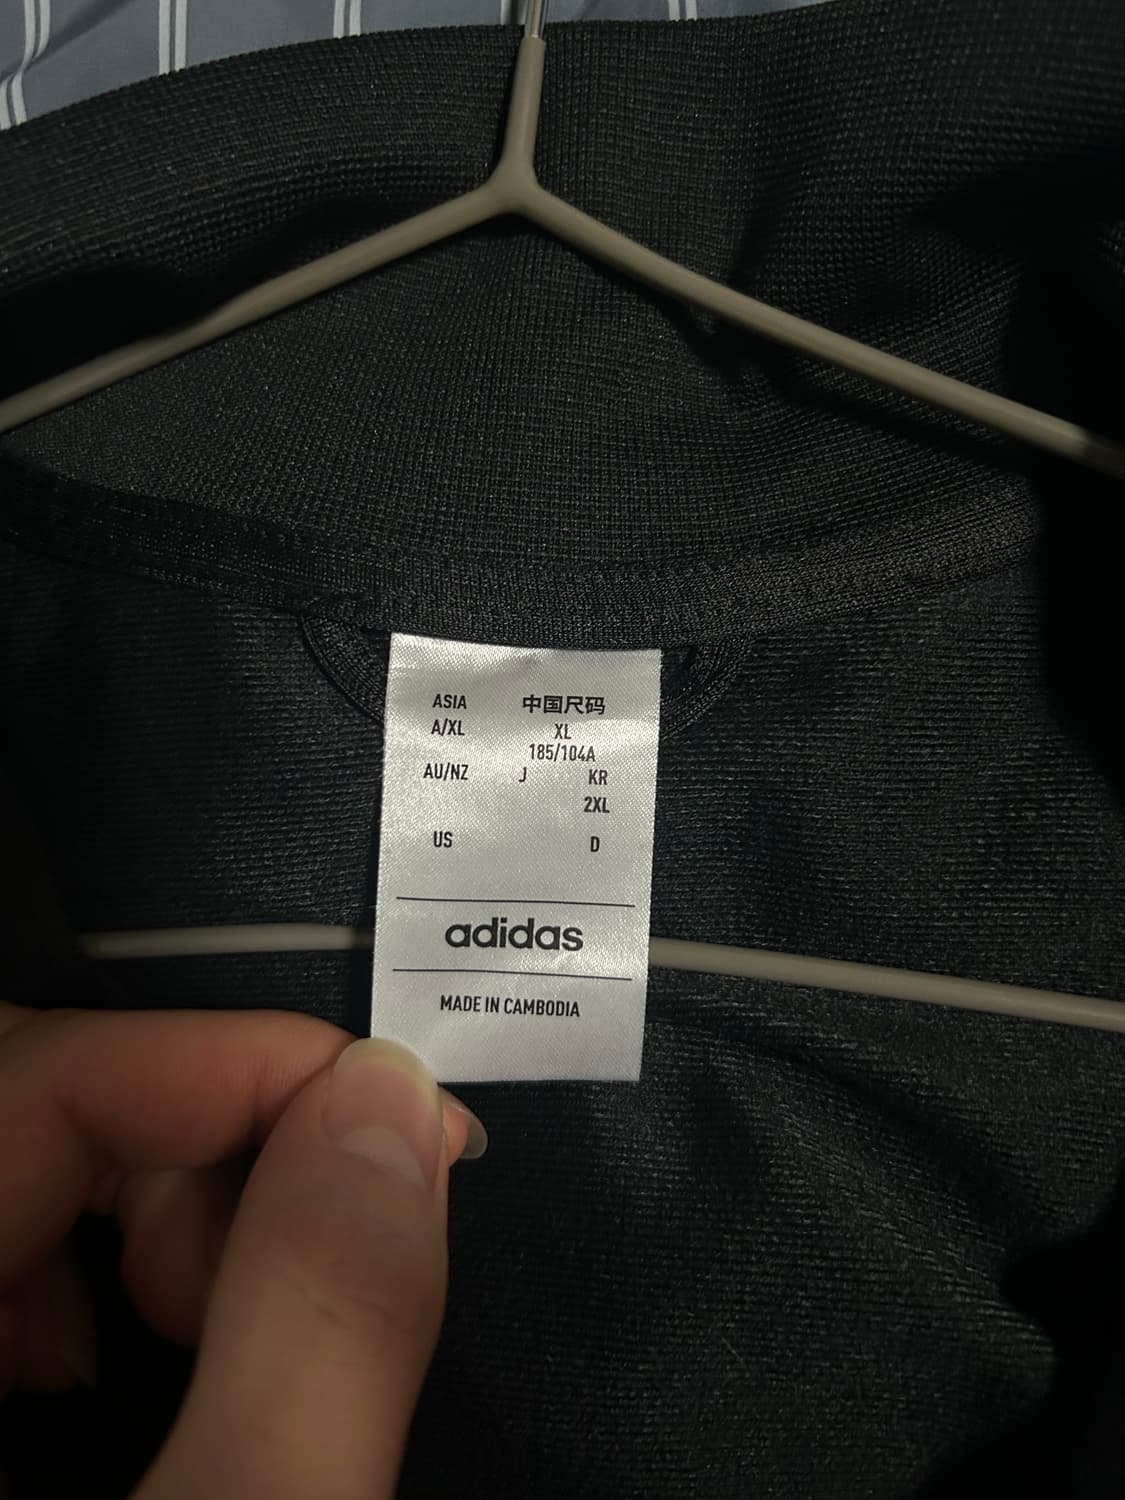 ASIA 中国尺码
A/XL XL
185/104A
AU/NZ J KR
2XL
US D
adidas
MADE IN CAMBODIA